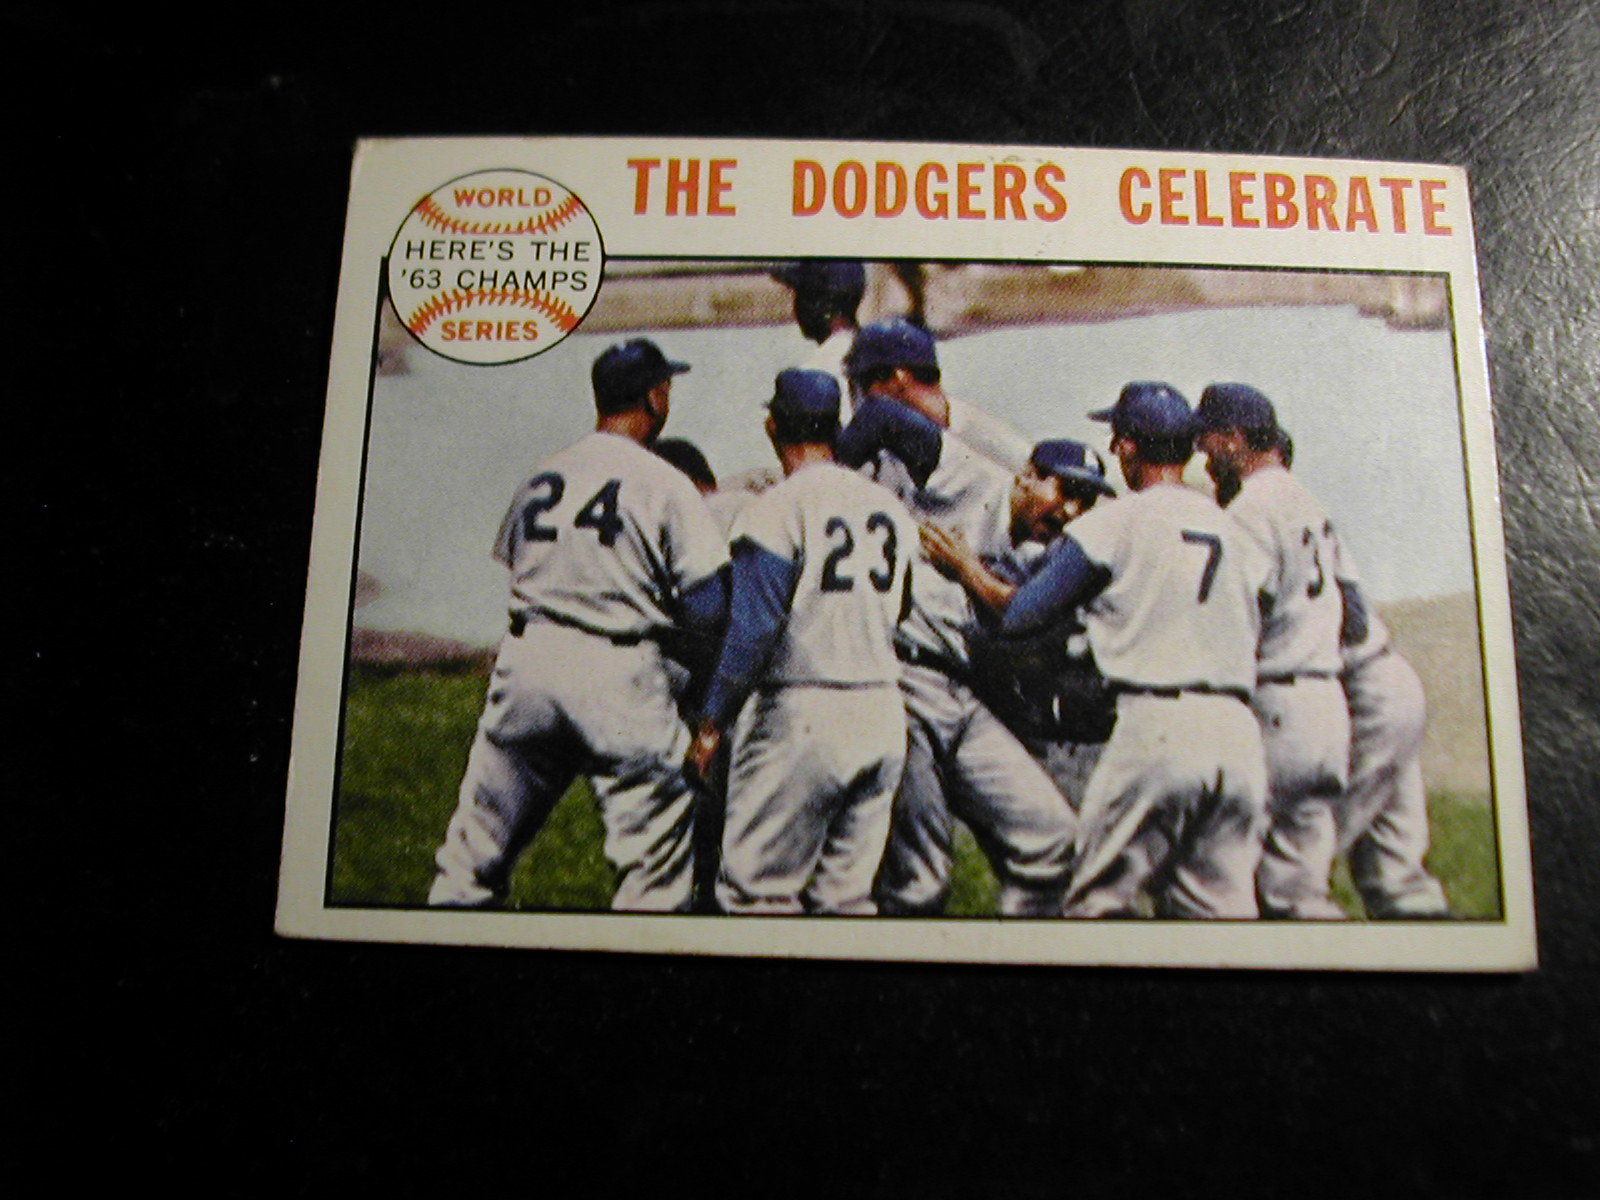 THE DODGERS CELEBRATE
WORLD
HERE'S THE
'63 CHAMPS
SERIES
24
23
7